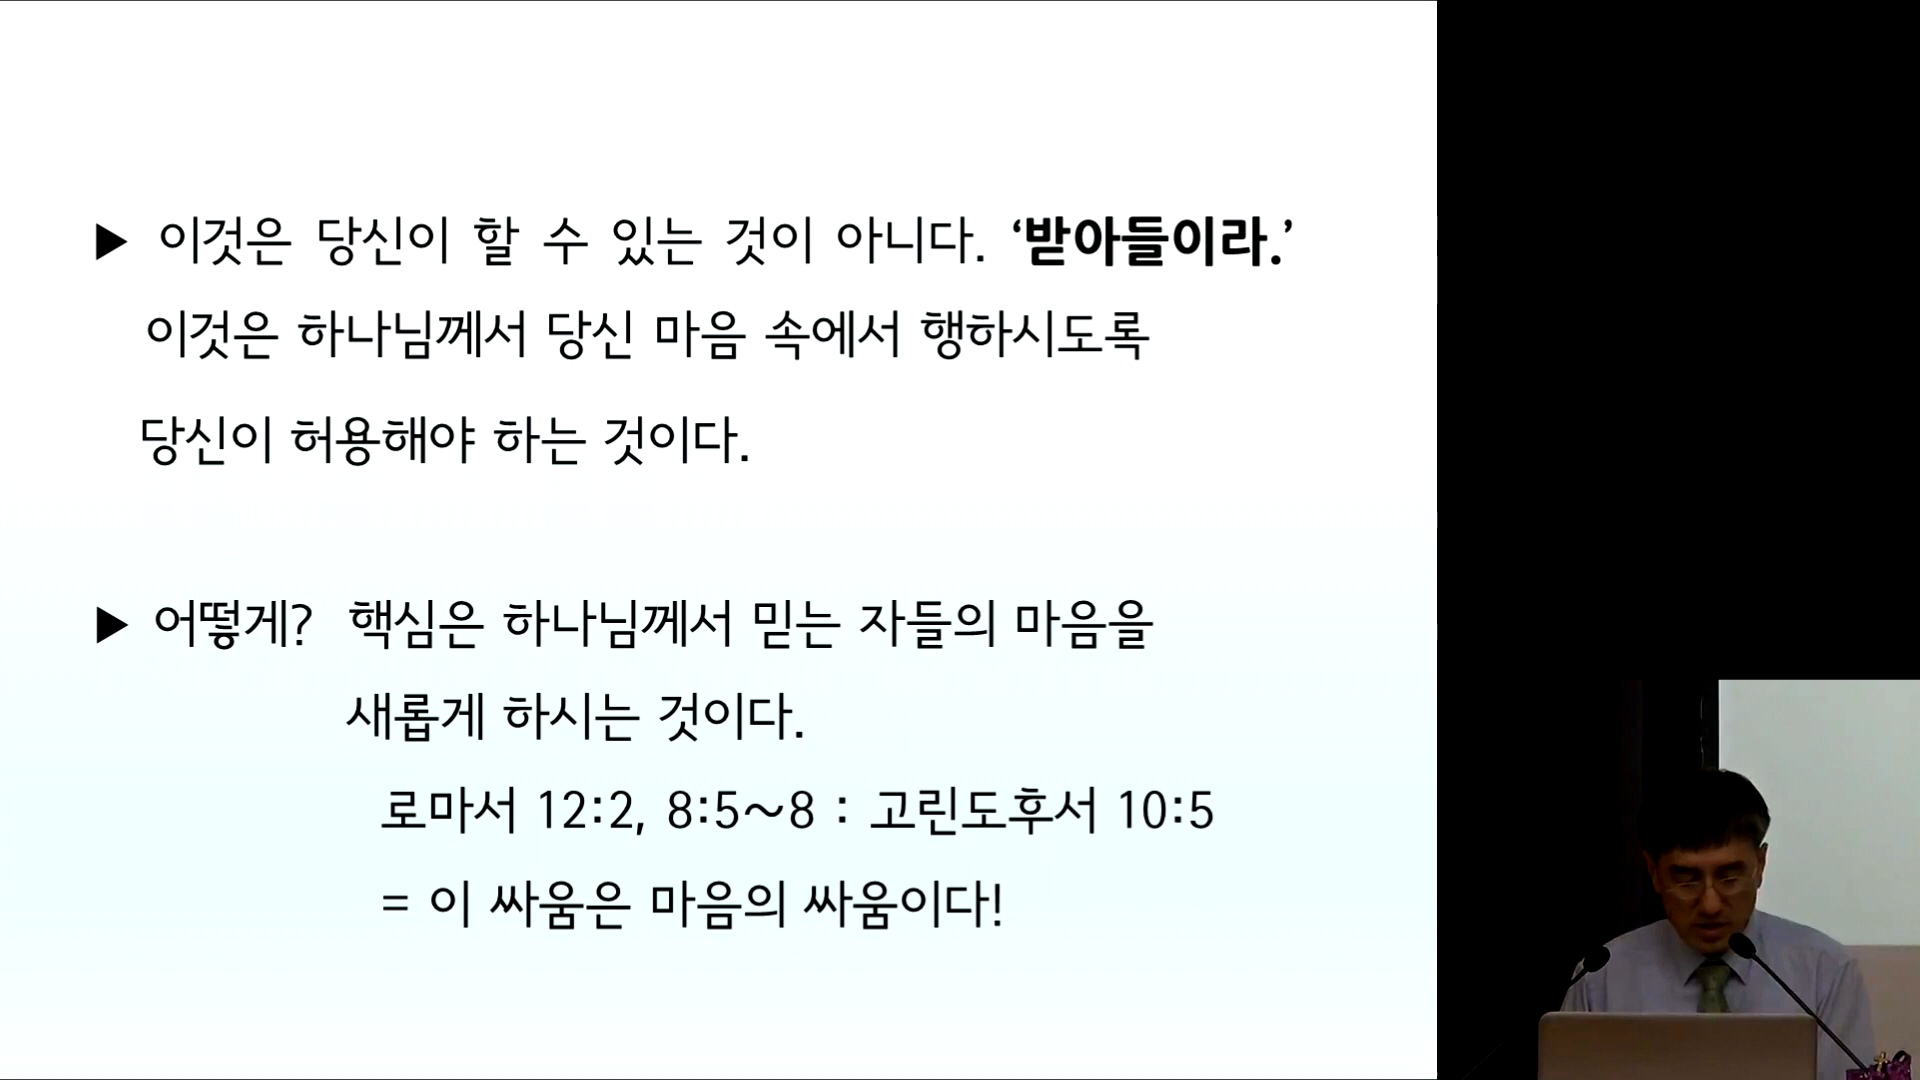 ▶ 이것은 당신이 할 수 있는 것이 아니다. ‘받아들이라.’
이것은 하나님께서 당신 마음 속에서 행하시도록
당신이 허용해야 하는 것이다.
▶ 어떻게? 핵심은 하나님께서 믿는 자들의 마음을
새롭게 하시는 것이다.
로마서 12:2, 8:5~8 : 고린도후서 10:5
= 이 싸움은 마음의 싸움이다!